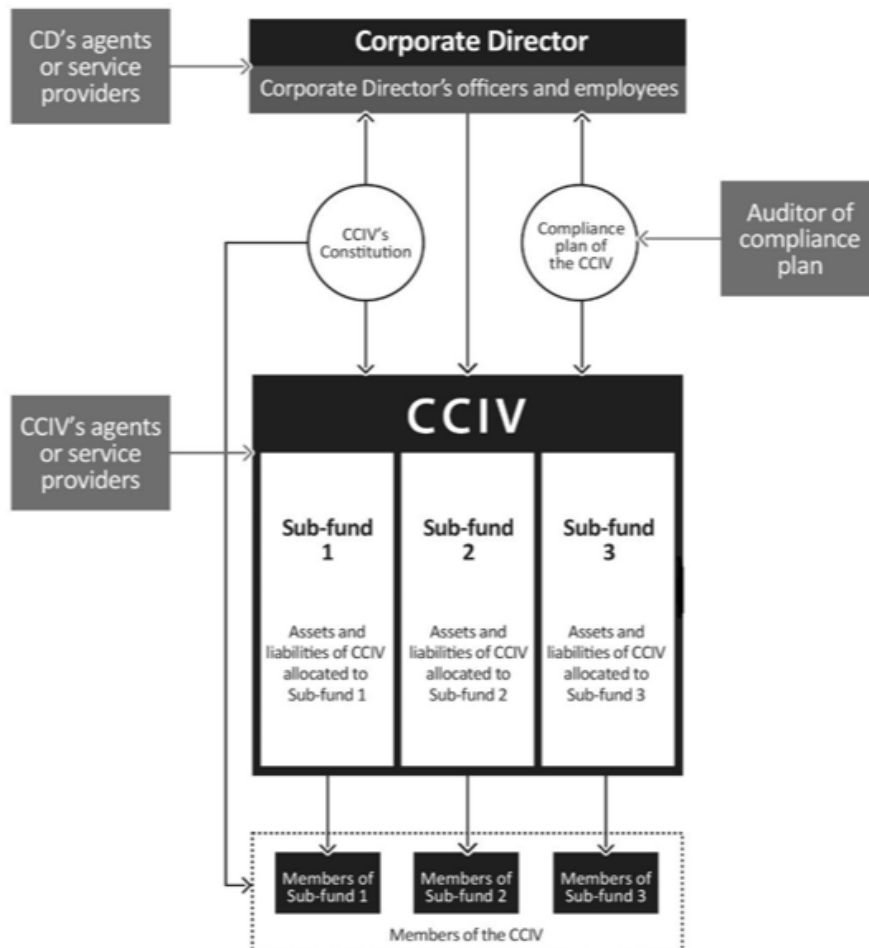 CD's agents
or service
providers
Corporate Director
Corporate Director's officers and employees
CCIV's
Constitution
Compliance
plan of
the CCIV
Auditor of
compliance
plan
CCIV's agents
or service
providers
CCIV
Sub-fund
1
Assets and
liabilities of CCIV
allocated to
Sub-fund 1
Sub-fund
2
Assets and
liabilities of CCIV
allocated to
Sub-fund 2
Sub-fund
3
Assets and
liabilities of CCIV
allocated to
Sub-fund 3
Members of
Sub-fund 1
Members of
Sub-fund 2
Members of
Sub-fund 3
Members of the CCIV